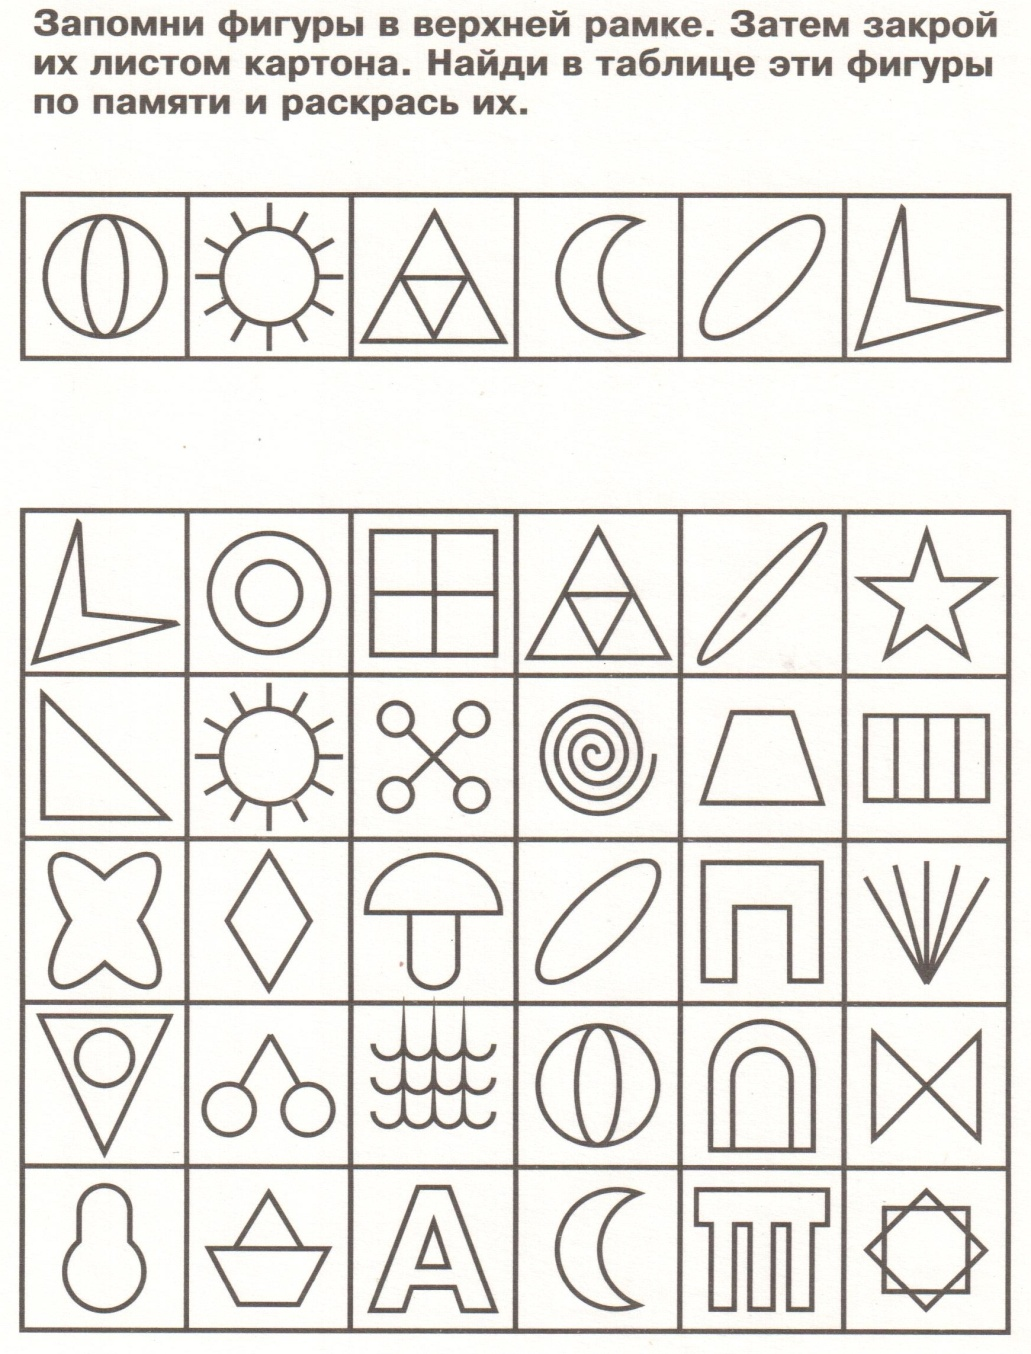 Запомни фигуры в верхней рамке. Затем закрой
их листом картона. Найди в таблице эти фигуры
по памяти и раскрась их.
А